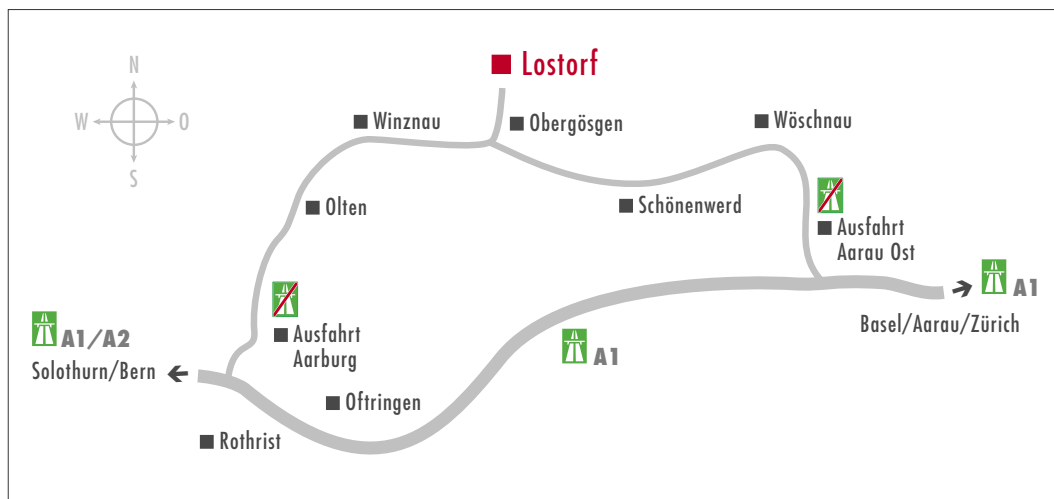 Lostorf
N
W
O
S
Winznau
Obergösgen
Wöschnau
Olten
Schönenwerd
Ausfahrt
Aarau Ost
A1
Basel/Aarau/Zürich
A1/A2
Solothurn/Bern
Ausfahrt
Aarburg
A1
Oftringen
Rothrist